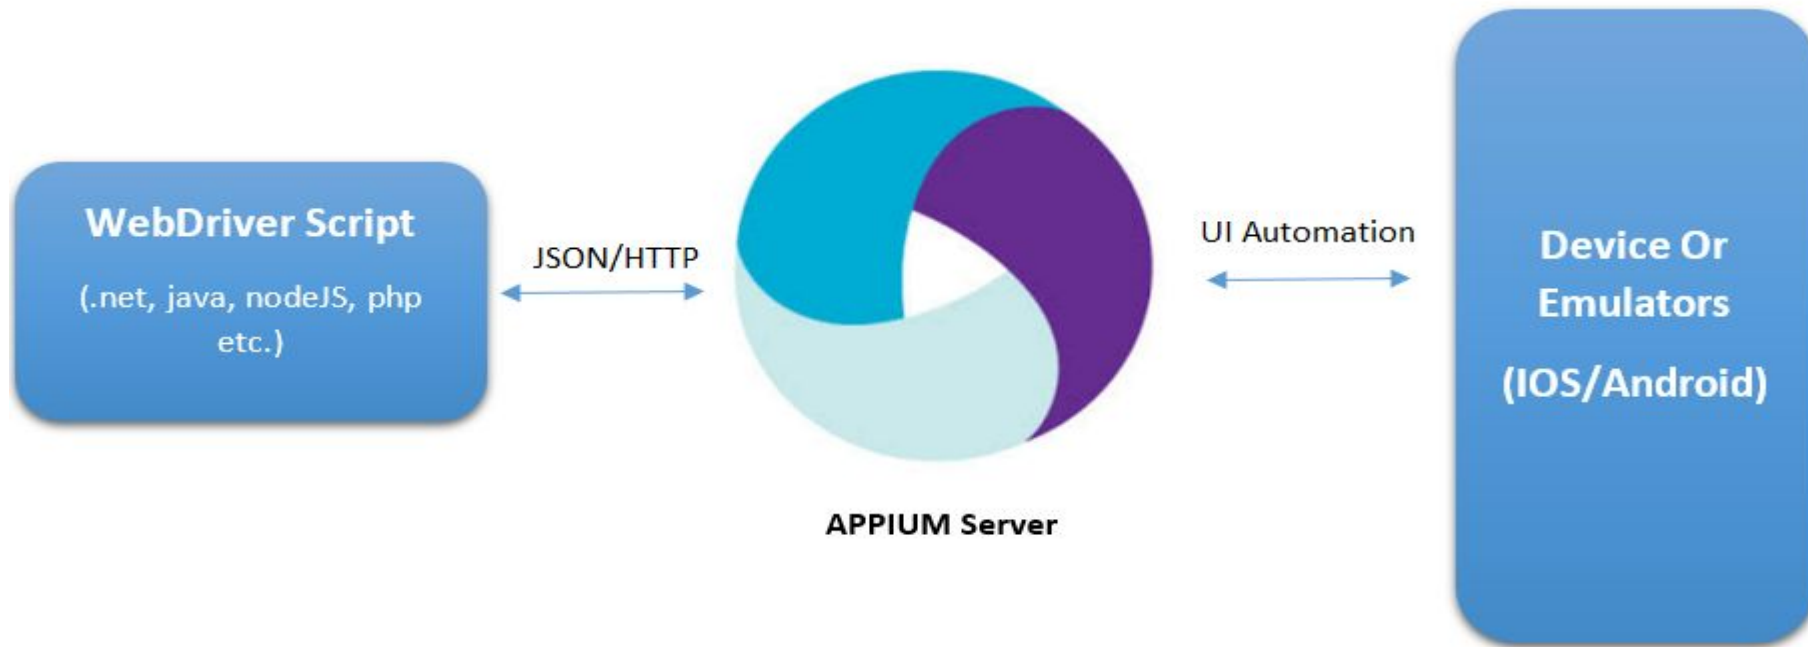 WebDriver Script
(.net, java, nodeJS, php
etc.)
JSON/HTTP
APPIUM Server
UI Automation
Device Or
Emulators
(IOS/Android)